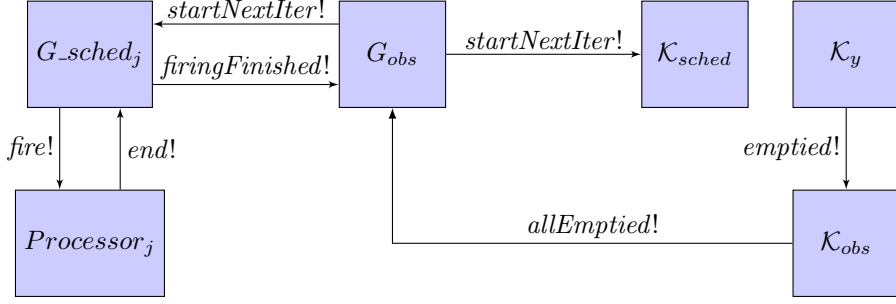 startNextIter!
G_sched_j
firingFinished!
G_obs
startNextIter!
K_sched
K_y
fire!
end!
emptied!
Processor_j
allEmptied!
K_obs